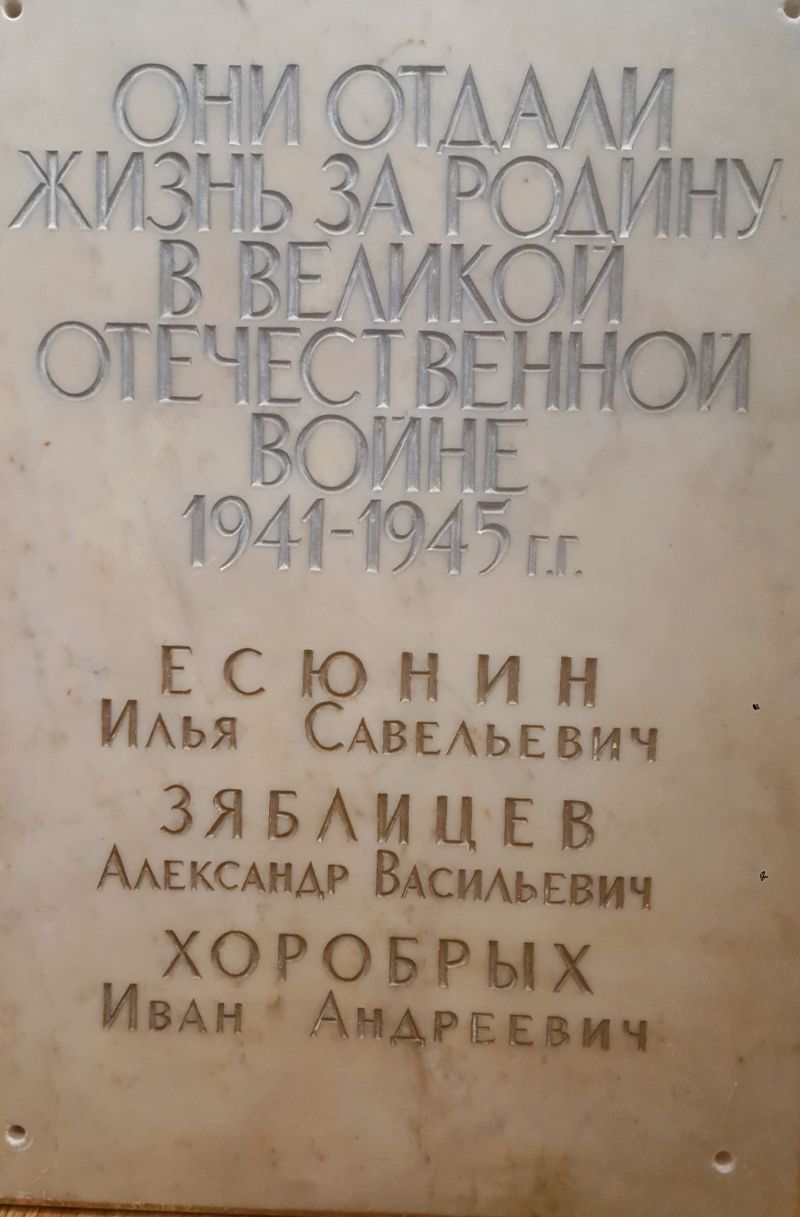 ОНИ ОТДАЛИ
ЖИЗНЬ ЗА РОДИНУ
В ВЕЛИКОЙ
ОТЕЧЕСТВЕННОЙ
ВОЙНЕ
1941-1945 г.г.
ЕСЮНИН
ИЛЬЯ САВЕЛЬЕВИЧ
ЗЯБЛИЦЕВ
АЛЕКСАНДР ВАСИЛЬЕВИЧ
ХОРОБРЫХ
ИВАН АНДРЕЕВИЧ